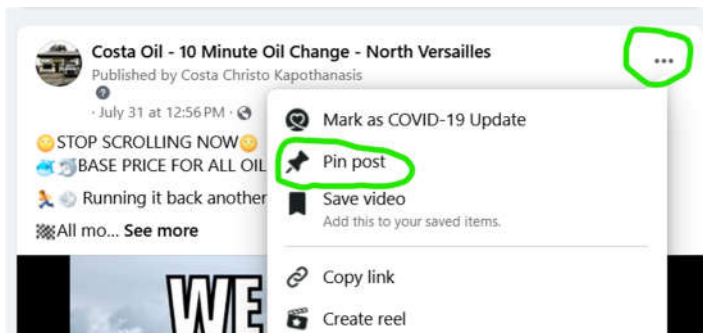 Costa Oil - 10 Minute Oil Change - North Versailles
Published by Costa Christo Kapothanasis
· July 31 at 12:56 PM ·
😳STOP SCROLLING NOW😳
BASE PRICE FOR ALL OIL
Running it back another
All mo... See more
Mark as COVID-19 Update
Pin post
Save video
Add this to your saved items.
Copy link
Create reel
WE